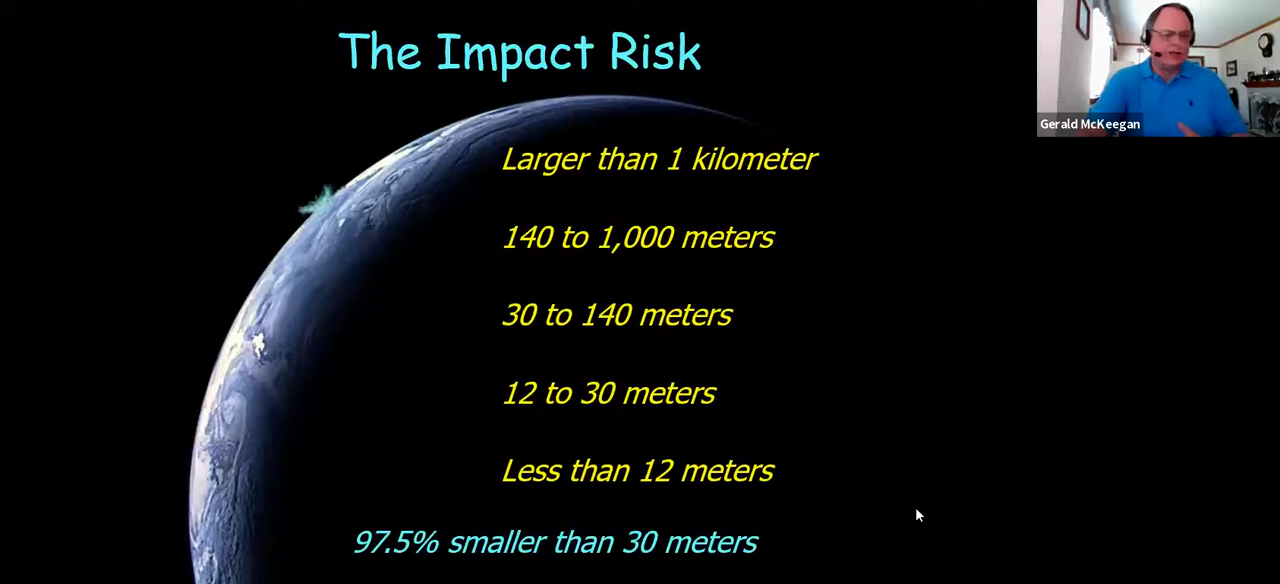 The Impact Risk
Larger than 1 kilometer
140 to 1,000 meters
30 to 140 meters
12 to 30 meters
Less than 12 meters
97.5% smaller than 30 meters
Gerald McKeegan